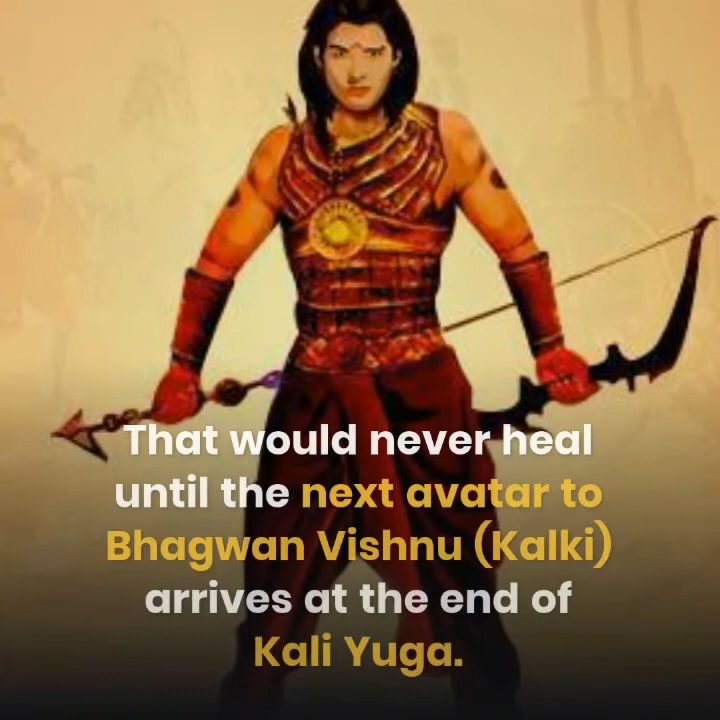 That would never heal
until the next avatar to
Bhagwan Vishnu (Kalki)
arrives at the end of
Kali Yuga.